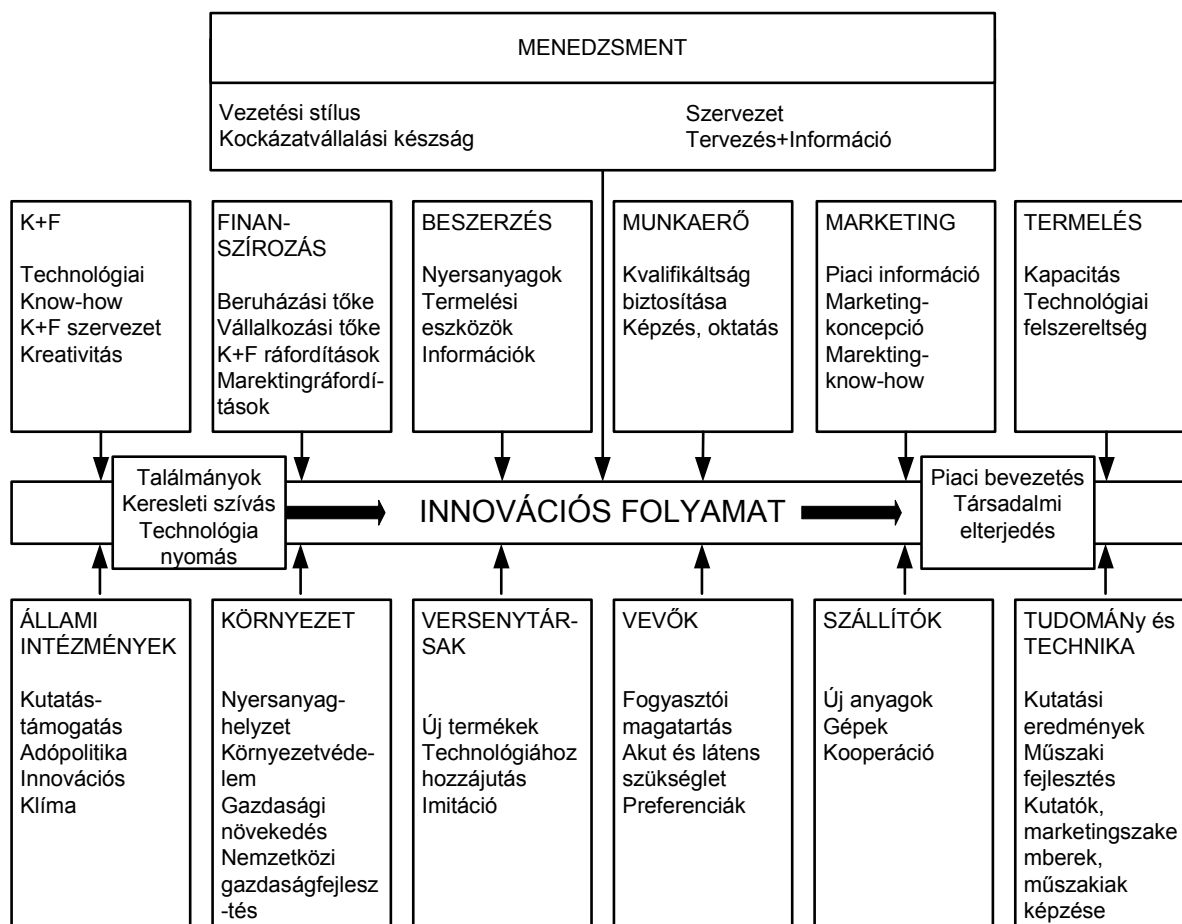 MENEDZSMENT
Vezetési stílus
Kockázatvállalási készság
Szervezet
Tervezés+Információ
K+F
Technológiai
Know-how
K+F szervezet
Kreativitás
FINAN-
SZÍROZÁS
Beruházási tőke
Vállalkozási tőke
K+F ráfordítások
Marektingráfordí-
tások
BESZERZÉS
Nyersanyagok
Termelési
eszközök
Információk
MUNKAERŐ
Kvalifikáltság
biztosítása
Képzés, oktatás
MARKETING
Piaci információ
Marketing-
koncepció
Marekting-
know-how
TERMELÉS
Kapacitás
Technológiai
felszereltség
Találmányok
Keresleti szívás
Technológia
nyomás
INNOVÁCIÓS FOLYAMAT
Piaci bevezetés
Társadalmi
elterjedés
ÁLLAMI
INTÉZMÉNYEK
Kutatás-
támogatás
Adópolitika
Innovációs
Klíma
KÖRNYEZET
Nyersanyag-
helyzet
Környezetvéde-
lem
Gazdasági
növekedés
Nemzetközi
gazdaságfejlesz
-tés
VERSENYTÁR-
SAK
Új termékek
Technológiához
hozzájutás
Imitáció
VEVŐK
Fogyasztói
magatartás
Akut és látens
szükséglet
Preferenciák
SZÁLLÍTÓK
Új anyagok
Gépek
Kooperáció
TUDOMÁNy és
TECHNIKA
Kutatási
eredmények
Műszaki
fejlesztés
Kutatók,
marketingszake
mberek,
műszakiak
képzése